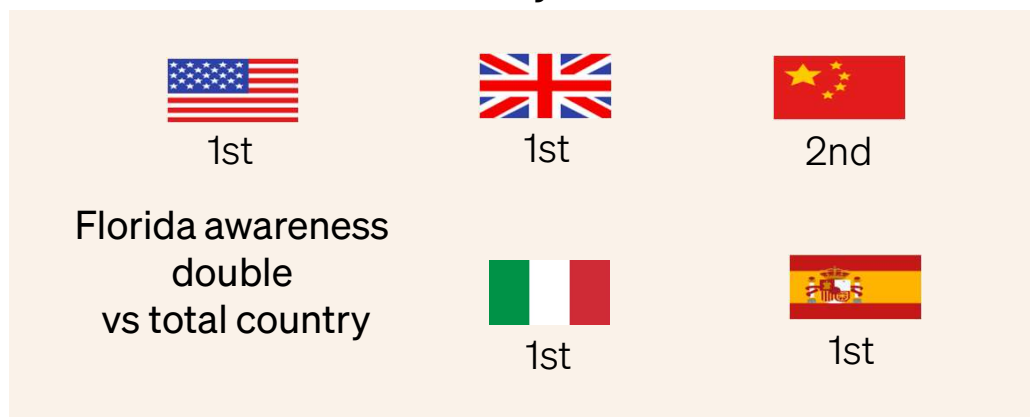 1st
1st
2nd
Florida awareness
double
vs total country
1st
1st